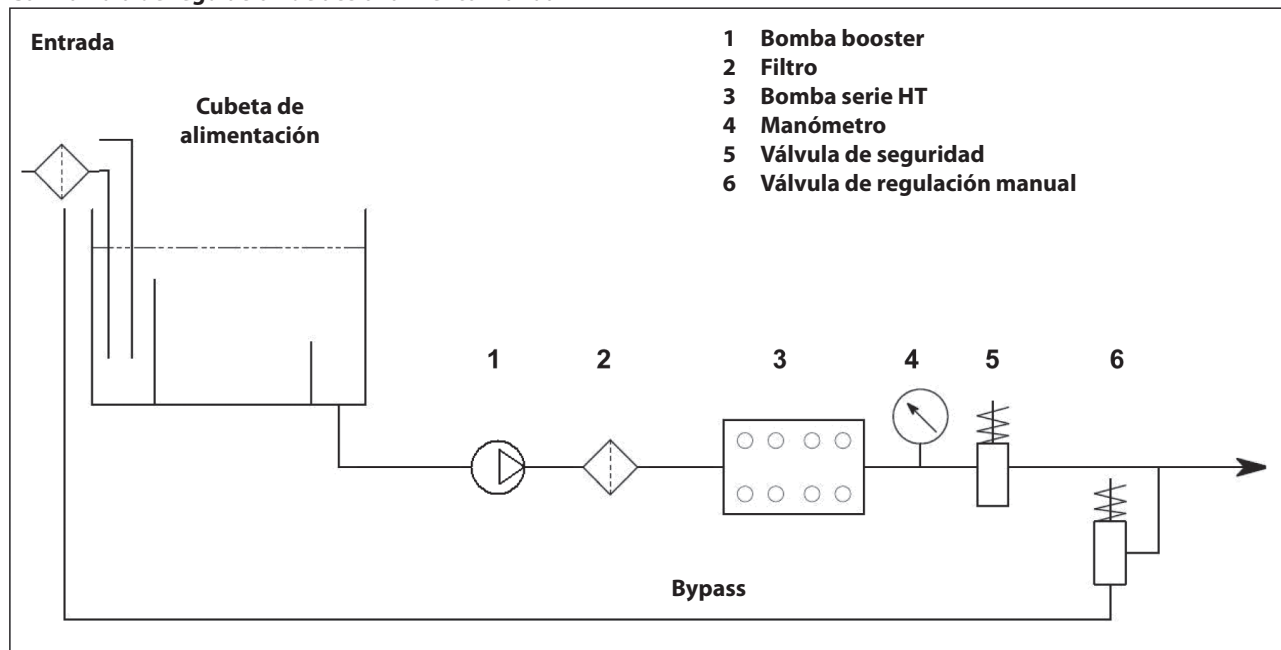 Entrada
Cubeta de
alimentación
1 Bomba booster
2 Filtro
3 Bomba serie HT
4 Manómetro
5 Válvula de seguridad
6 Válvula de regulación manual
1 2 3 4 5 6
Bypass